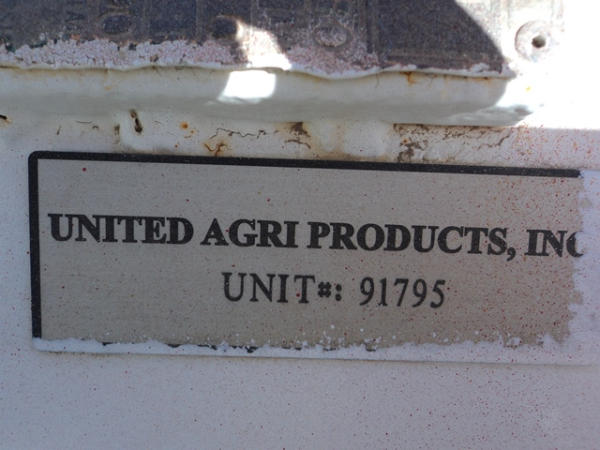 UNITED AGRI PRODUCTS, INC
UNIT#: 91795